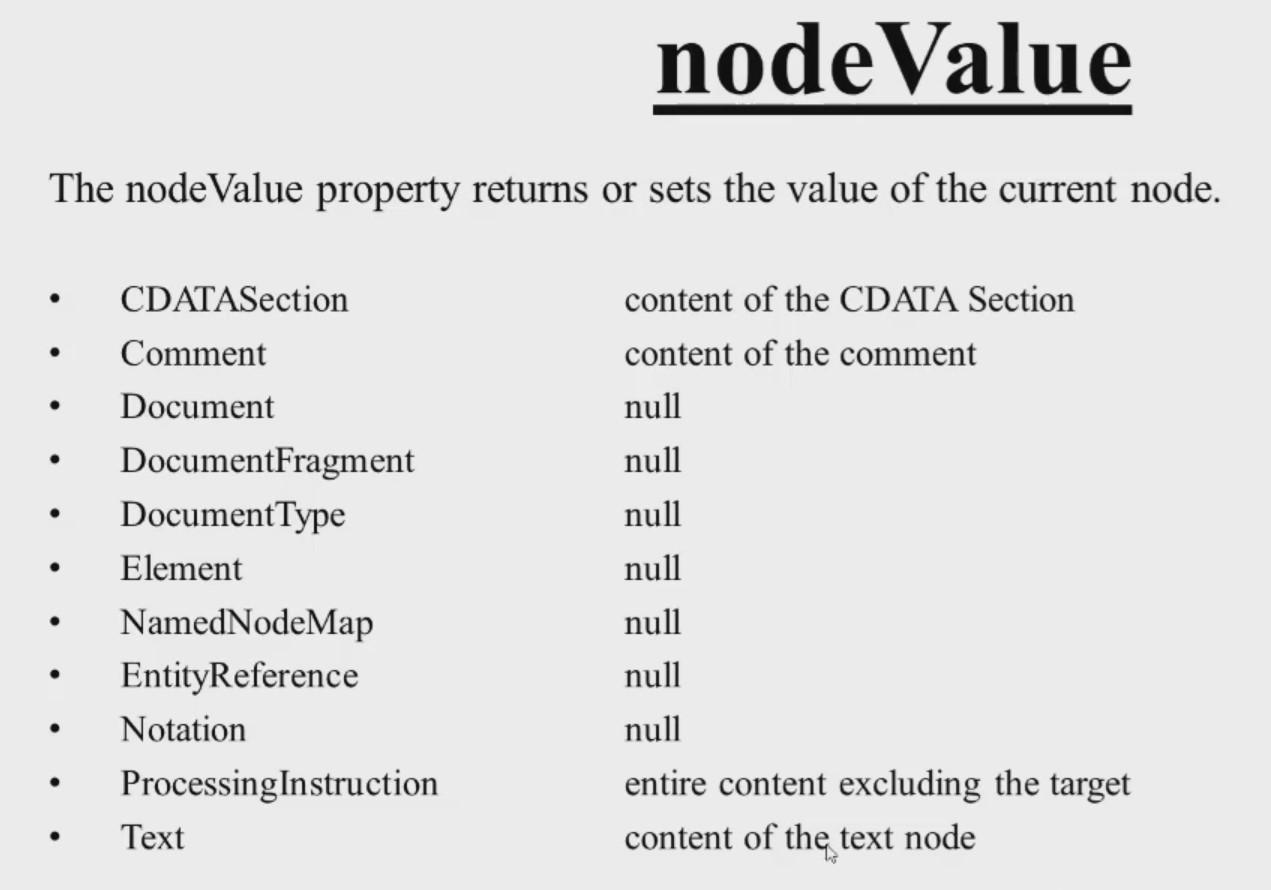 nodeValue
The nodeValue property returns or sets the value of the current node.
• CDATASection content of the CDATA Section
• Comment content of the comment
• Document null
• DocumentFragment null
• DocumentType null
• Element null
• NamedNodeMap null
• EntityReference null
• Notation null
• ProcessingInstruction entire content excluding the target
• Text content of the text node